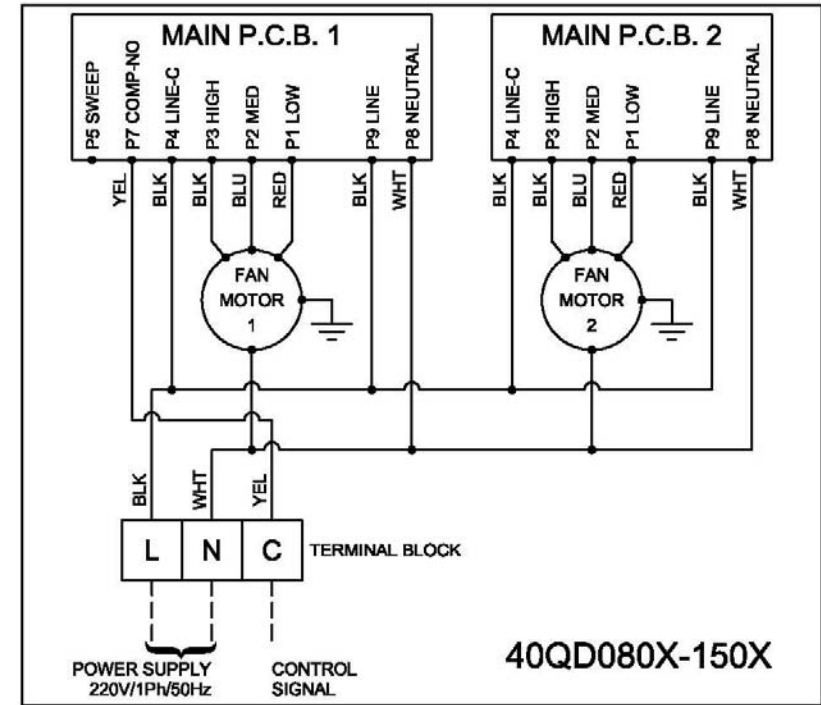 MAIN P.C.B. 1
P5 SWEEP
P7 COMP-NO
P4 LINE-C
P3 HIGH
P2 MED
P1 LOW
P9 LINE
P8 NEUTRAL
YEL
BLK
BLK
BLU
RED
BLK
WHT
FAN
MOTOR
1
MAIN P.C.B. 2
P4 LINE-C
P3 HIGH
P2 MED
P1 LOW
P9 LINE
P8 NEUTRAL
BLK
BLK
BLU
RED
BLK
WHT
FAN
MOTOR
2
BLK
WHT
YEL
L N C
TERMINAL BLOCK
POWER SUPPLY
220V/1Ph/50Hz
CONTROL
SIGNAL
40QD080X-150X